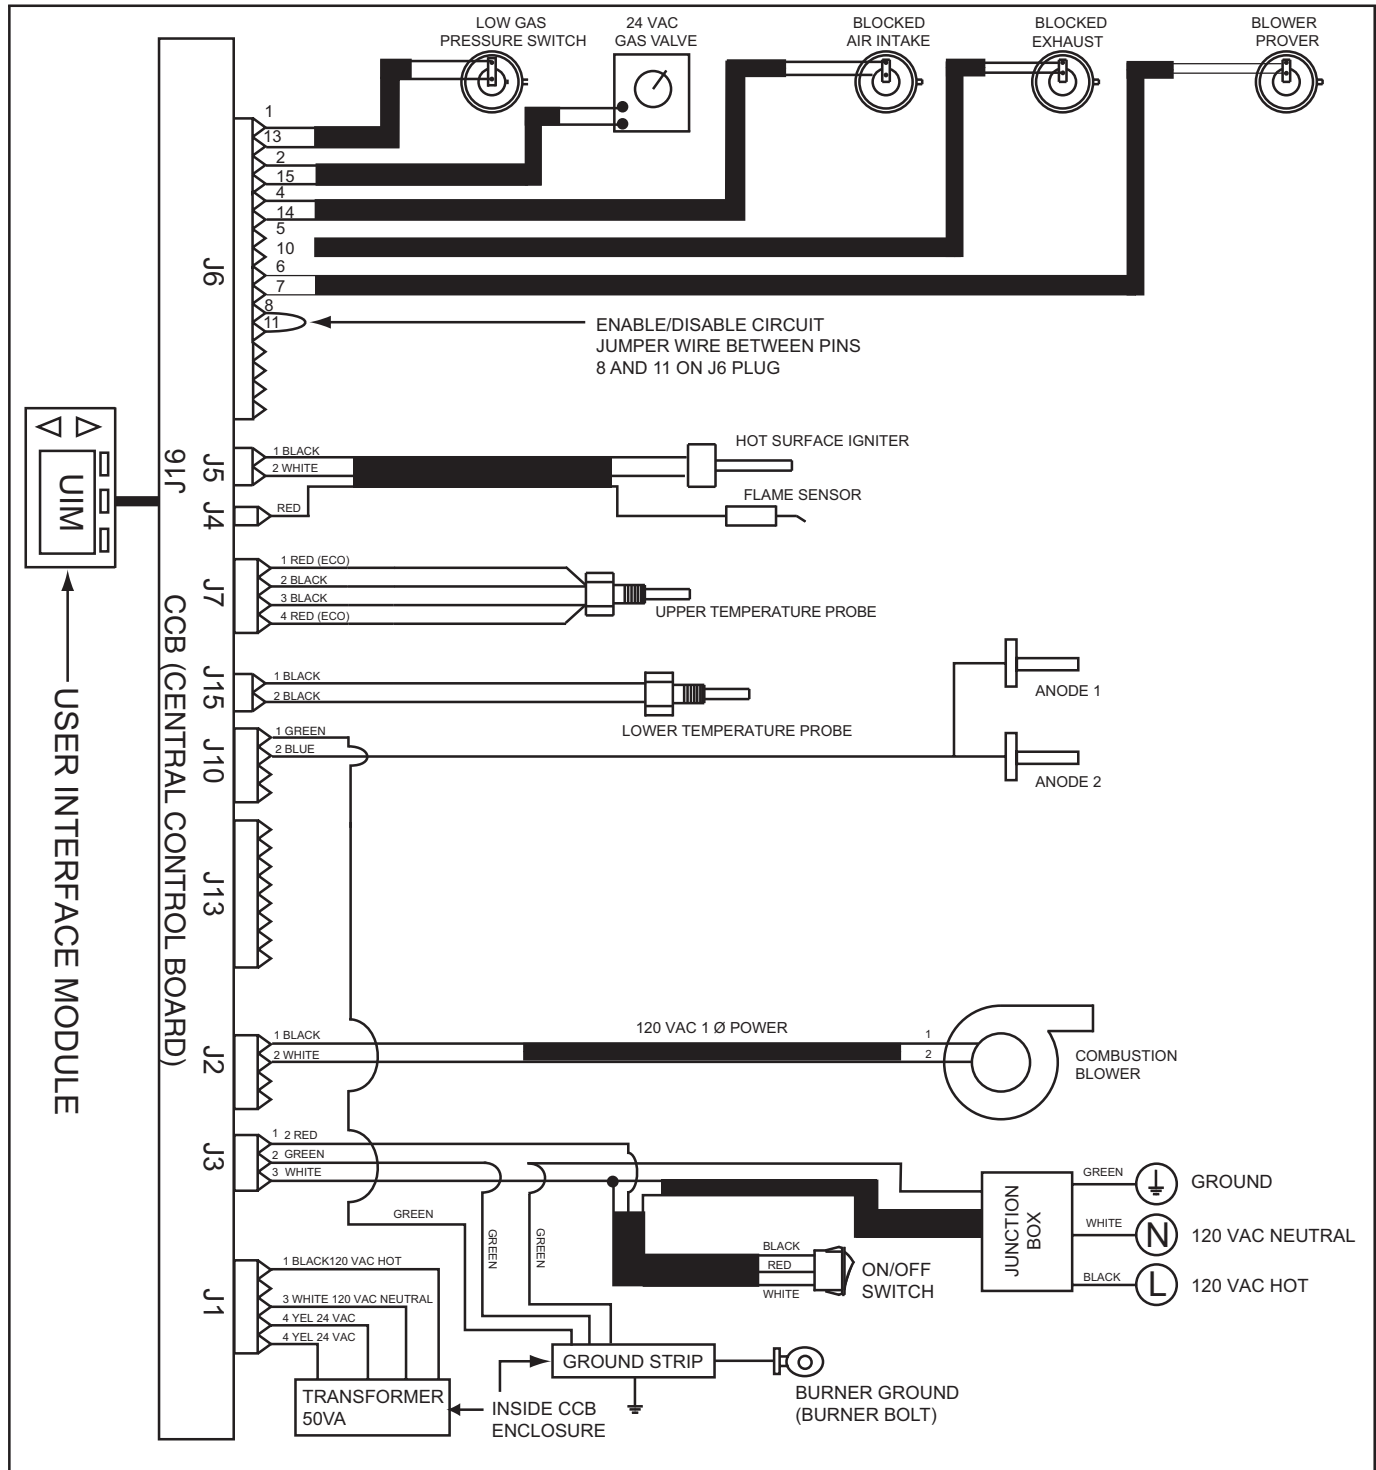 LOW GAS
PRESSURE SWITCH
24 VAC
GAS VALVE
BLOCKED
AIR INTAKE
BLOCKED
EXHAUST
BLOWER
PROVER
1
13
2
15
4
14
5
10
6
7
8
11
J6
ENABLE/DISABLE CIRCUIT
JUMPER WIRE BETWEEN PINS
8 AND 11 ON J6 PLUG
UIM
USER INTERFACE MODULE
J16
CCB (CENTRAL CONTROL BOARD)
J5
1 BLACK
2 WHITE
HOT SURFACE IGNITER
J4
RED
FLAME SENSOR
J7
1 RED (ECO)
2 BLACK
3 BLACK
4 RED (ECO)
UPPER TEMPERATURE PROBE
J15
1 BLACK
2 BLACK
LOWER TEMPERATURE PROBE
J10
1 GREEN
2 BLUE
ANODE 1
ANODE 2
J13
J2
1 BLACK
2 WHITE
120 VAC 1 Ø POWER
1
2
COMBUSTION
BLOWER
J3
1 2 RED
2 GREEN
3 WHITE
GREEN
GREEN
GREEN
BLACK
RED
WHITE
ON/OFF
SWITCH
JUNCTION
BOX
GREEN
GROUND
WHITE
N
120 VAC NEUTRAL
BLACK
L
120 VAC HOT
J1
1 BLACK120 VAC HOT
3 WHITE 120 VAC NEUTRAL
4 YEL 24 VAC
4 YEL 24 VAC
TRANSFORMER
50VA
INSIDE CCB
ENCLOSURE
GROUND STRIP
BURNER GROUND
(BURNER BOLT)